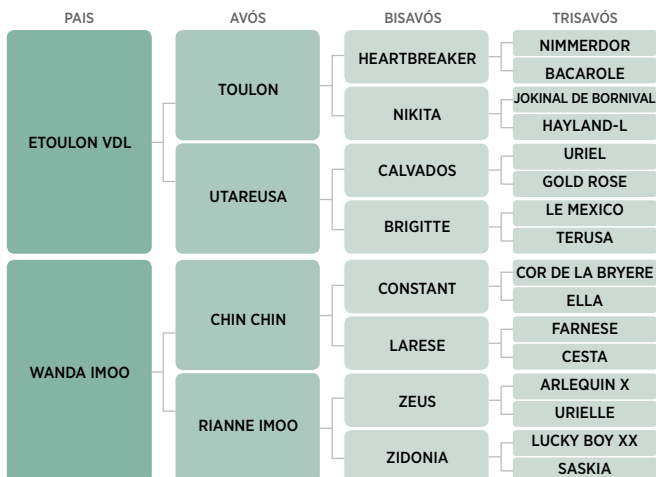 PAIS
AVÓS
BISAVÓS
TRISAVÓS
ETOULON VDL
TOULON
HEARTBREAKER
NIMMERDOR
BACAROLE
NIKITA
JOKINAL DE BORNIVAL
HAYLAND-L
UTAREUSA
CALVADOS
URIEL
GOLD ROSE
BRIGITTE
LE MEXICO
TERUSA
WANDA IMOO
CHIN CHIN
CONSTANT
COR DE LA BRYERE
ELLA
LARESE
FARNESE
CESTA
RIANNE IMOO
ZEUS
ARLEQUIN X
URIELLE
ZIDONIA
LUCKY BOY XX
SASKIA